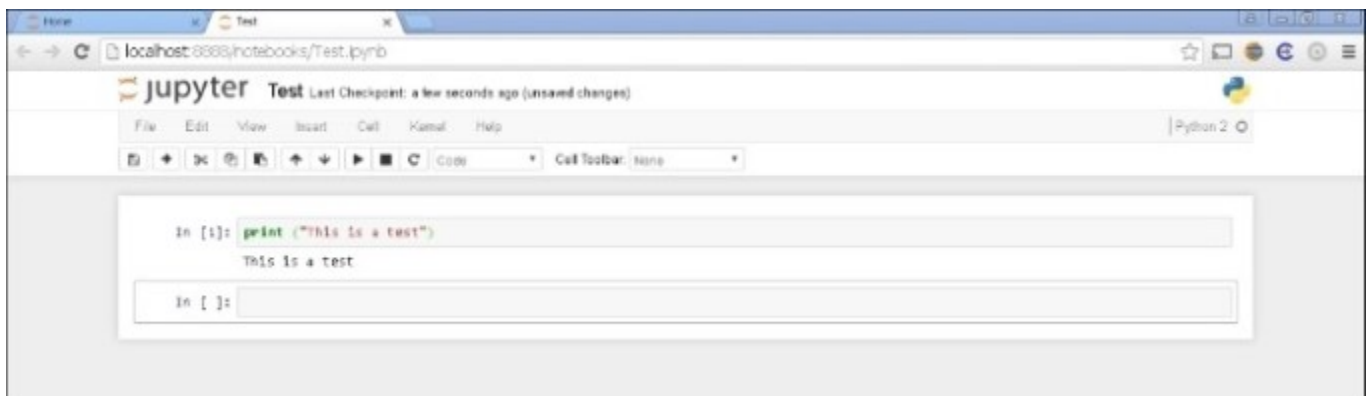 Home Test
localhost:8888/notebooks/Test.ipynb
jupyter Test Last Checkpoint: a few seconds ago (unsaved changes)
File Edit View Insert Cell Kernel Help Python 2
Code Cell Toolbar: None
In [1]: print ("This is a test")
This is a test
In [ ]: